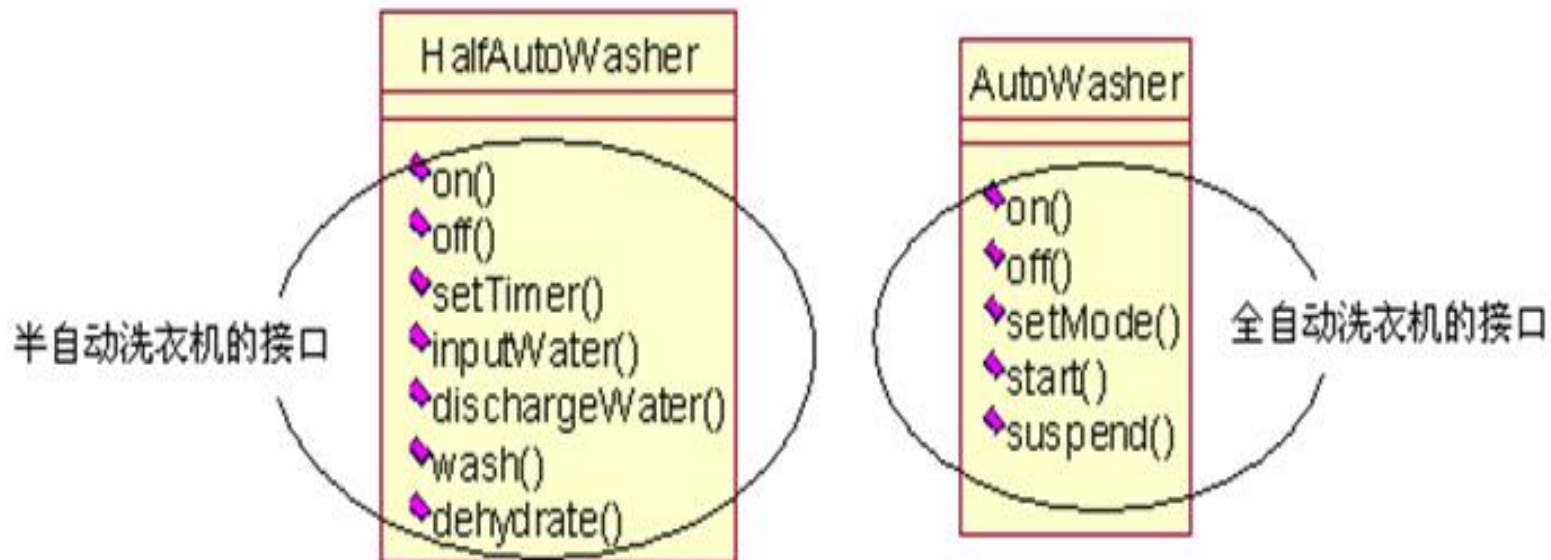 HalfAutoWasher
on()
off()
setTimer()
inputWater()
dischargeWater()
wash()
dehydrate()
半自动洗衣机的接口
AutoWasher
on()
off()
setMode()
start()
suspend()
全自动洗衣机的接口